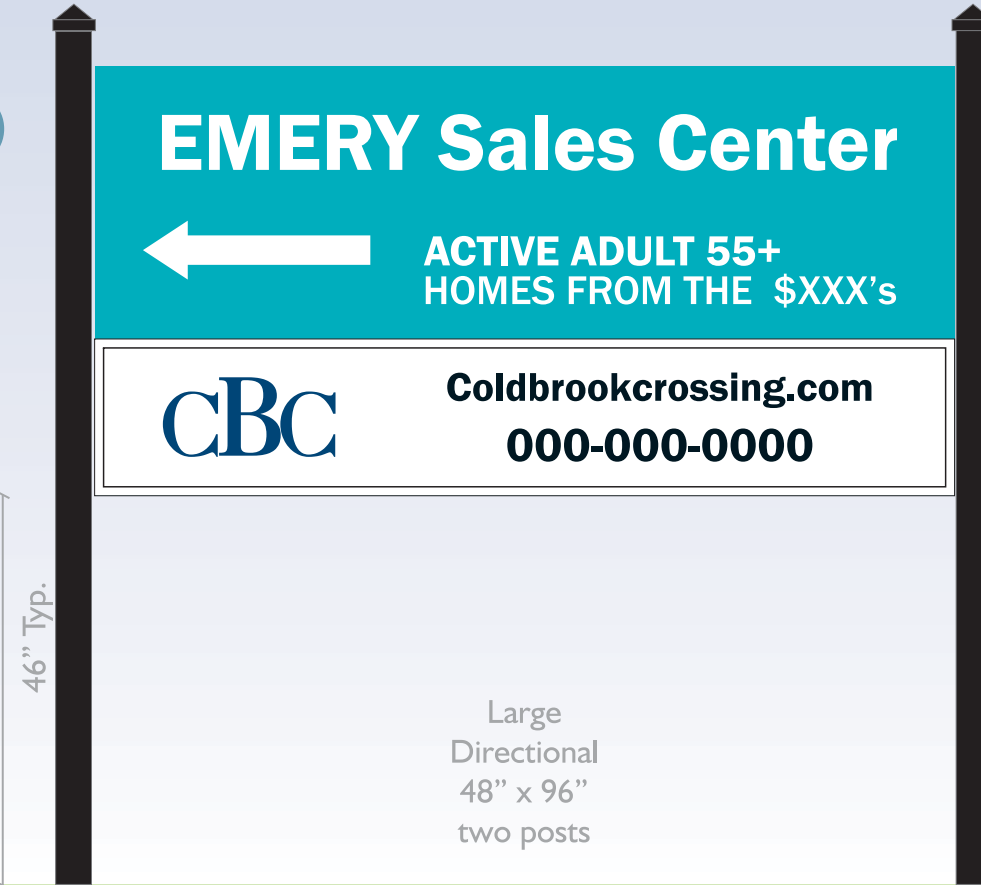 EMERY Sales Center
ACTIVE ADULT 55+
HOMES FROM THE $XXX's
CBC
Coldbrookcrossing.com
000-000-0000
46” Typ.
Large
Directional
48” x 96”
two posts